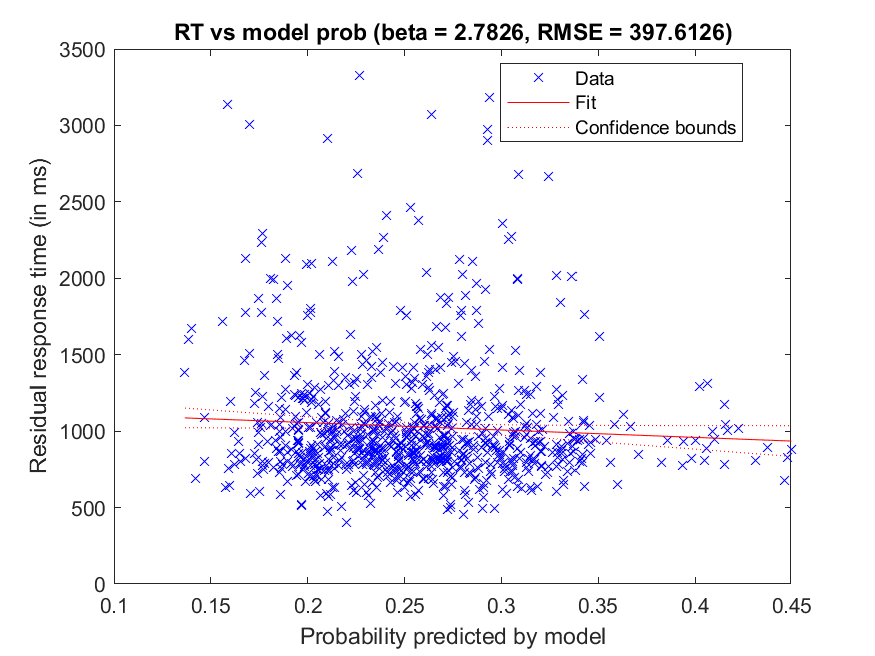 RT vs model prob (beta = 2.7826, RMSE = 397.6126)
3500
3000
2500
2000
1500
1000
500
0
Residual response time (in ms)
Data
Fit
Confidence bounds
0.1 0.15 0.2 0.25 0.3 0.35 0.4 0.45
Probability predicted by model